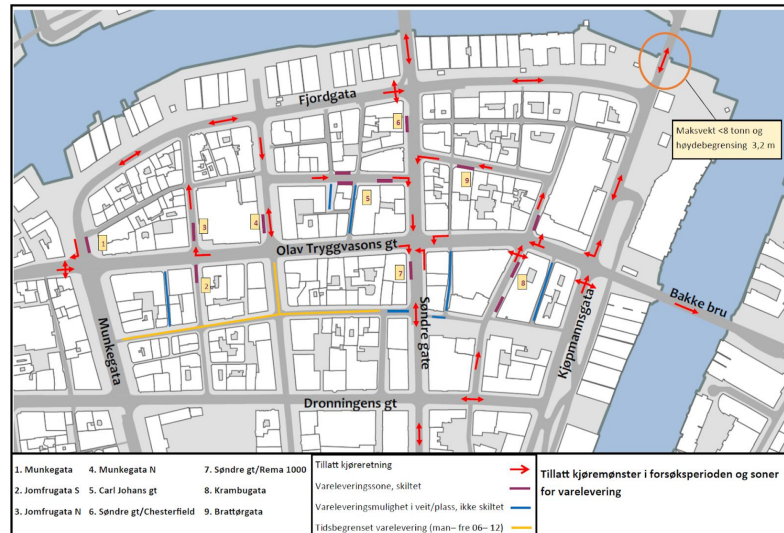 Fjordgata
6
Maksvekt <8 tonn og
høydebegrensing 3,2 m
9
5
3
4
1
Olav Tryggvasons gt
2
7
8
Munkegata
Søndre gate
Kjøpmannsgata
Bakke bru
Dronningens gt
1. Munkegata
2. Jomfrugata S
3. Jomfrugata N
4. Munkegata N
5. Carl Johans gt
6. Søndre gt/Chesterfield
7. Søndre gt/Rema 1000
8. Krambugata
9. Brattørgata
Tillatt kjøreretning
Vareleveringssone, skiltet
Vareleveringsmulighet i veit/plass, ikke skiltet
Tidsbegrenset varelevering (man– fre 06– 12)
Tillatt kjøremønster i forsøksperioden og soner
for varelevering